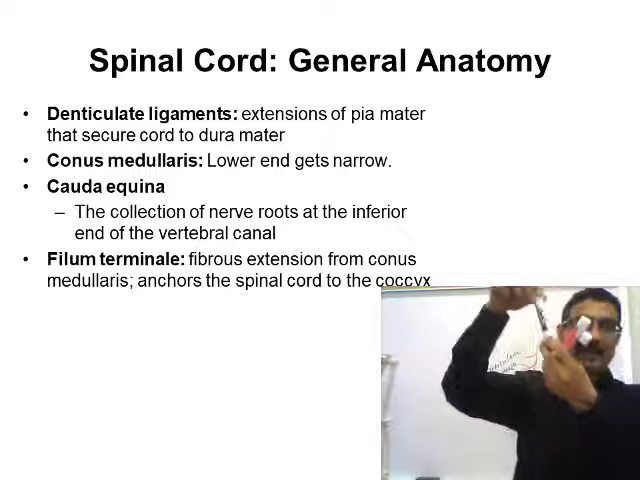 Spinal Cord: General Anatomy
• Denticulate ligaments: extensions of pia mater
that secure cord to dura mater
• Conus medullaris: Lower end gets narrow.
• Cauda equina
– The collection of nerve roots at the inferior
end of the vertebral canal
• Filum terminale: fibrous extension from conus
medullaris; anchors the spinal cord to the coccyx